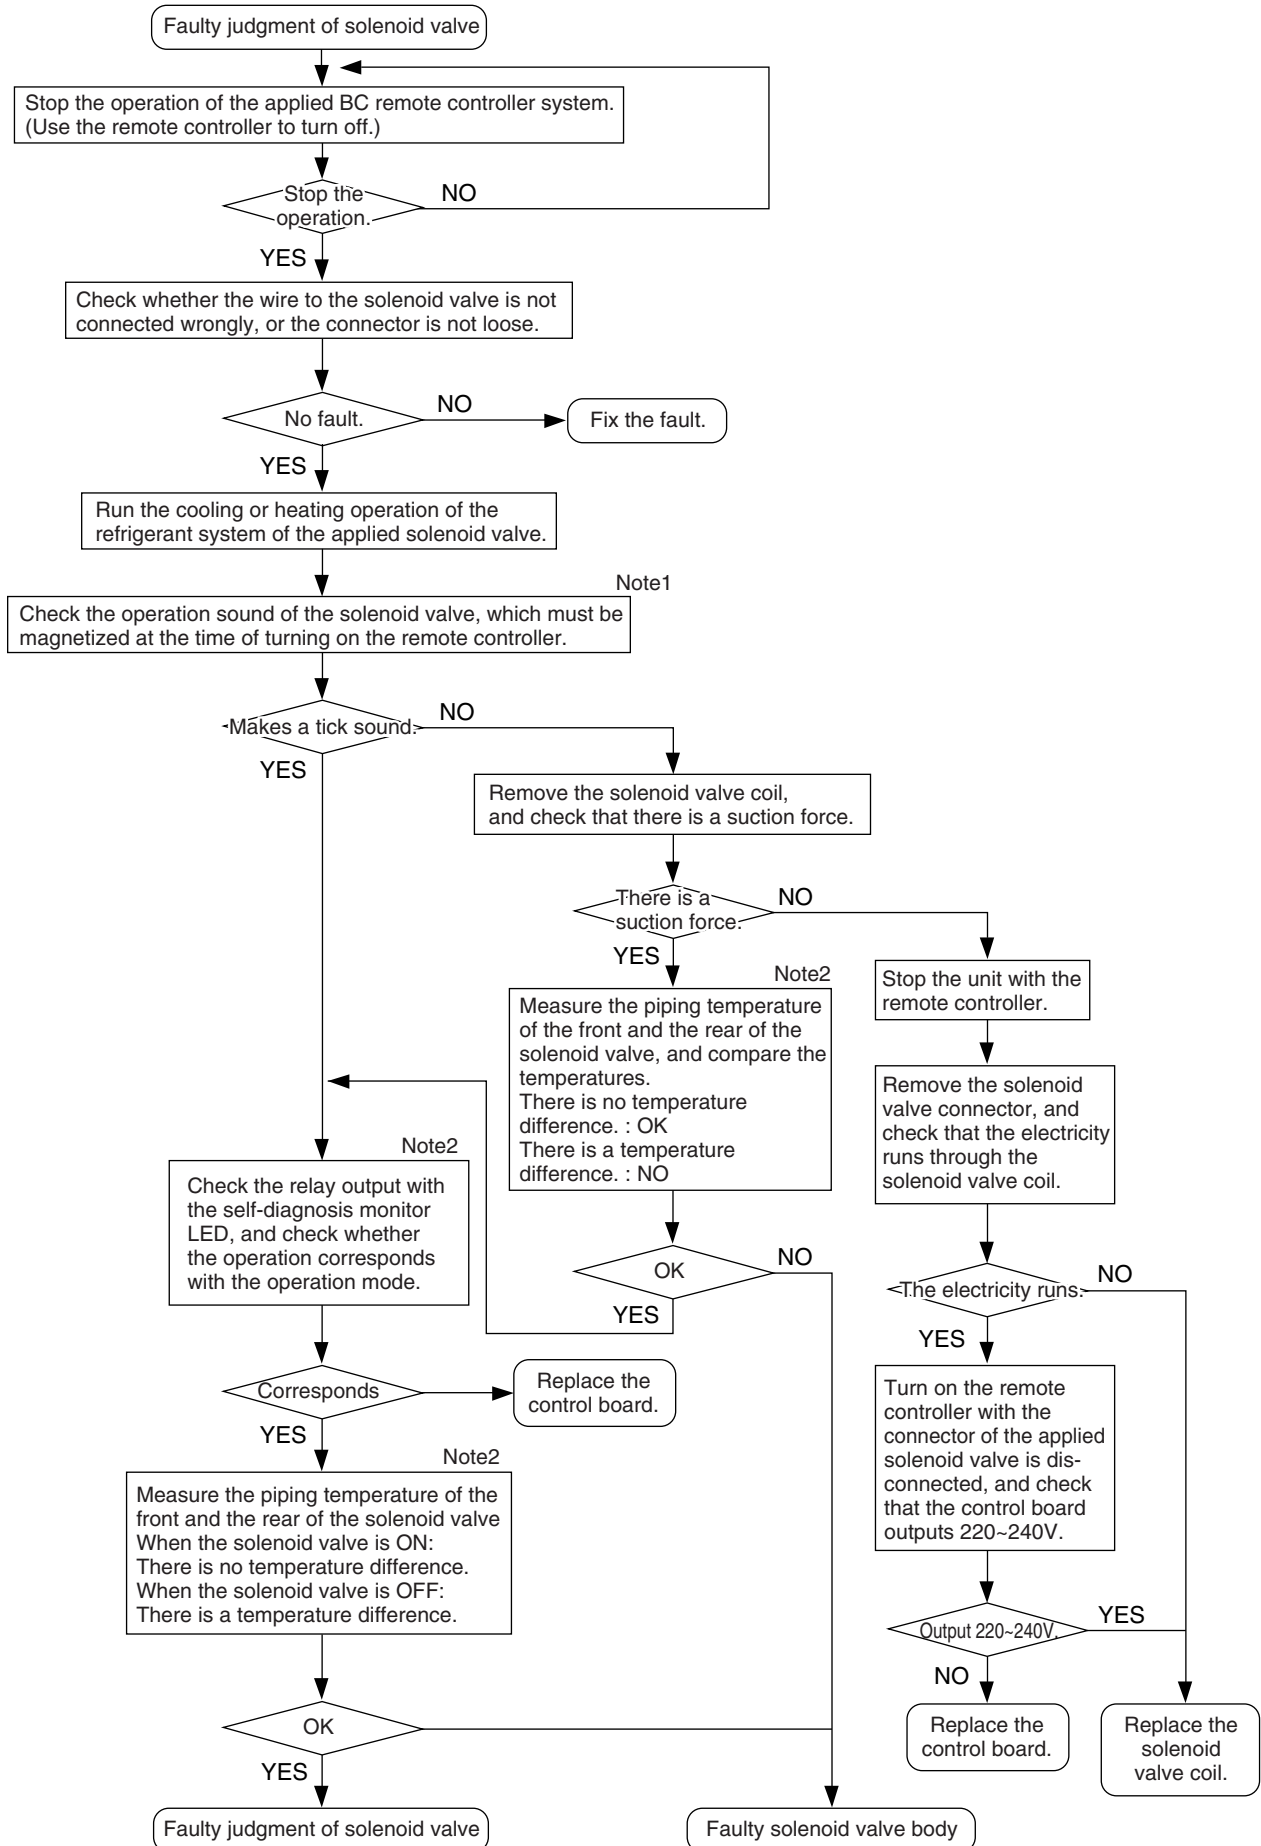 Faulty judgment of solenoid valve
Stop the operation of the applied BC remote controller system.
(Use the remote controller to turn off.)
Stop the
operation.
NO
YES
Check whether the wire to the solenoid valve is not
connected wrongly, or the connector is not loose.
No fault.
NO
Fix the fault.
YES
Run the cooling or heating operation of the
refrigerant system of the applied solenoid valve.
Note1
Check the operation sound of the solenoid valve, which must be
magnetized at the time of turning on the remote controller.
Makes a tick sound.
NO
YES
Remove the solenoid valve coil,
and check that there is a suction force.
There is a
suction force.
NO
YES
Note2
Measure the piping temperature
of the front and the rear of the
solenoid valve, and compare the
temperatures.
There is no temperature
difference. : OK
There is a temperature
difference. : NO
OK
NO
YES
Stop the unit with the
remote controller.
Remove the solenoid
valve connector, and
check that the electricity
runs through the
solenoid valve coil.
The electricity runs.
NO
YES
Turn on the remote
controller with the
connector of the applied
solenoid valve is dis-
connected, and check
that the control board
outputs 220~240V.
Output 220~240V.
YES
NO
Replace the
control board.
Replace the
solenoid
valve coil.
Note2
Check the relay output with
the self-diagnosis monitor
LED, and check whether
the operation corresponds
with the operation mode.
Corresponds
Replace the
control board.
YES
Note2
Measure the piping temperature of the
front and the rear of the solenoid valve
When the solenoid valve is ON:
There is no temperature difference.
When the solenoid valve is OFF:
There is a temperature difference.
OK
YES
Faulty judgment of solenoid valve
Faulty solenoid valve body